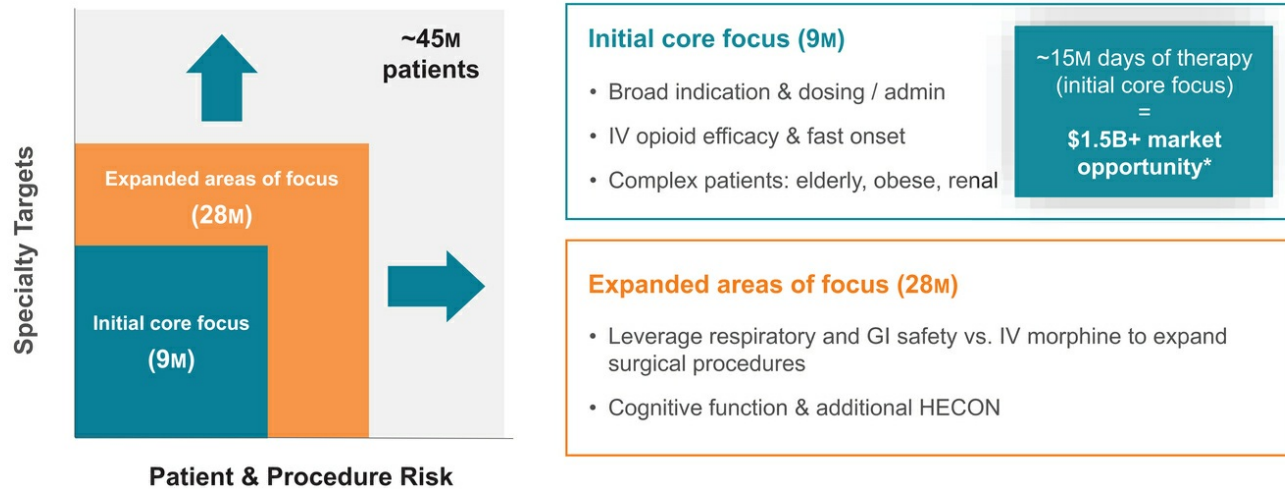 ~45M
patients
Expanded areas of focus
(28M)
Initial core focus
(9M)
Specialty Targets
Patient & Procedure Risk
Initial core focus (9M)
• Broad indication & dosing / admin
• IV opioid efficacy & fast onset
• Complex patients: elderly, obese, renal
~15M days of therapy
(initial core focus)
=
$1.5B+ market
opportunity*
Expanded areas of focus (28M)
• Leverage respiratory and GI safety vs. IV morphine to expand
surgical procedures
• Cognitive function & additional HECON